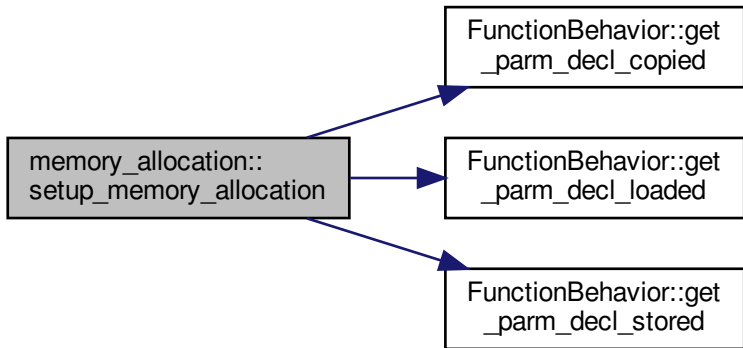 memory_allocation::
setup_memory_allocation
FunctionBehavior::get
_parm_decl_copied
FunctionBehavior::get
_parm_decl_loaded
FunctionBehavior::get
_parm_decl_stored